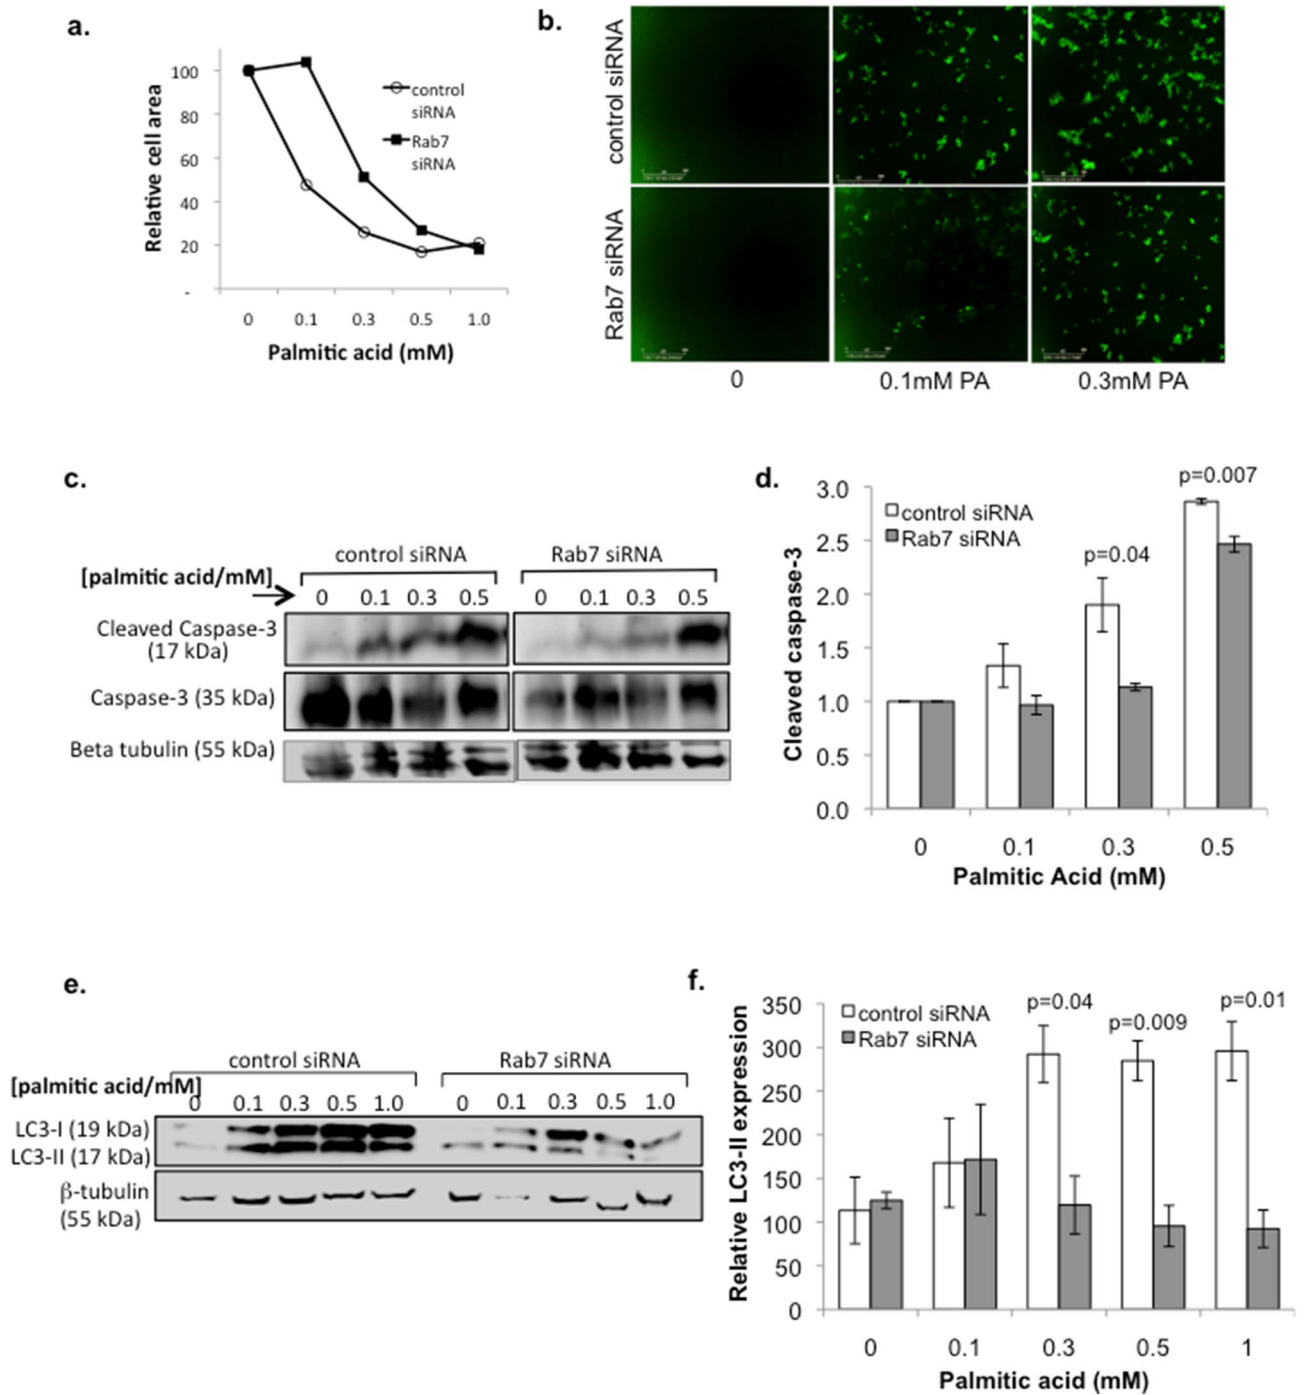 a.
Relative cell area
100
80
60
40
20
-
control
siRNA
Rab7
siRNA
0 0.1 0.3 0.5 1.0
Palmitic acid (mM)
b.
control siRNA
Rab7 siRNA
0 0.1mM PA 0.3mM PA
c.
control siRNA Rab7 siRNA
[palmitic acid/mM]
0 0.1 0.3 0.5 0 0.1 0.3 0.5
Cleaved Caspase-3
(17 kDa)
Caspase-3 (35 kDa)
Beta tubulin (55 kDa)
d.
Cleaved caspase-3
3.0
2.5
2.0
1.5
1.0
0.5
0.0
control siRNA
Rab7 siRNA
p=0.04
p=0.007
0 0.1 0.3 0.5
Palmitic Acid (mM)
e.
control siRNA Rab7 siRNA
[palmitic acid/mM]
0 0.1 0.3 0.5 1.0 0 0.1 0.3 0.5 1.0
LC3-I (19 kDa)
LC3-II (17 kDa)
β-tubulin
(55 kDa)
f.
Relative LC3-II expression
350
300
250
200
150
100
50
0
control siRNA
Rab7 siRNA
p=0.04
p=0.009
p=0.01
0 0.1 0.3 0.5 1
Palmitic acid (mM)